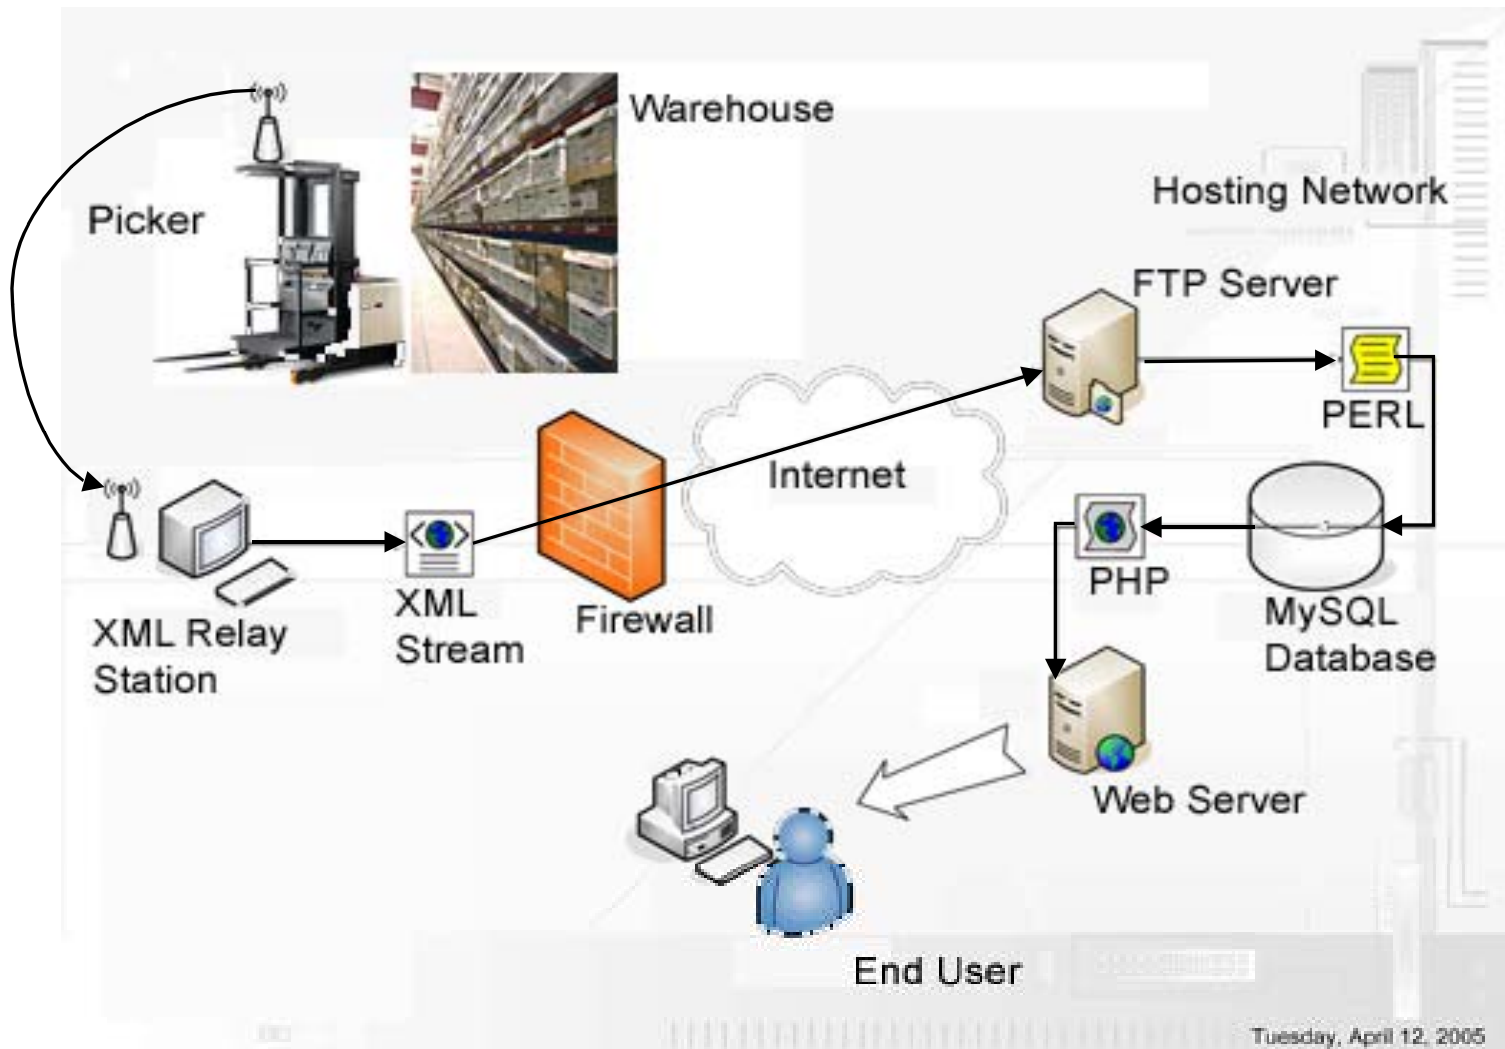 Warehouse
Hosting Network
Picker
FTP Server
PERL
Internet
PHP
XML
Stream
Firewall
MySQL
Database
XML Relay
Station
Web Server
End User
Tuesday, April 12, 2005